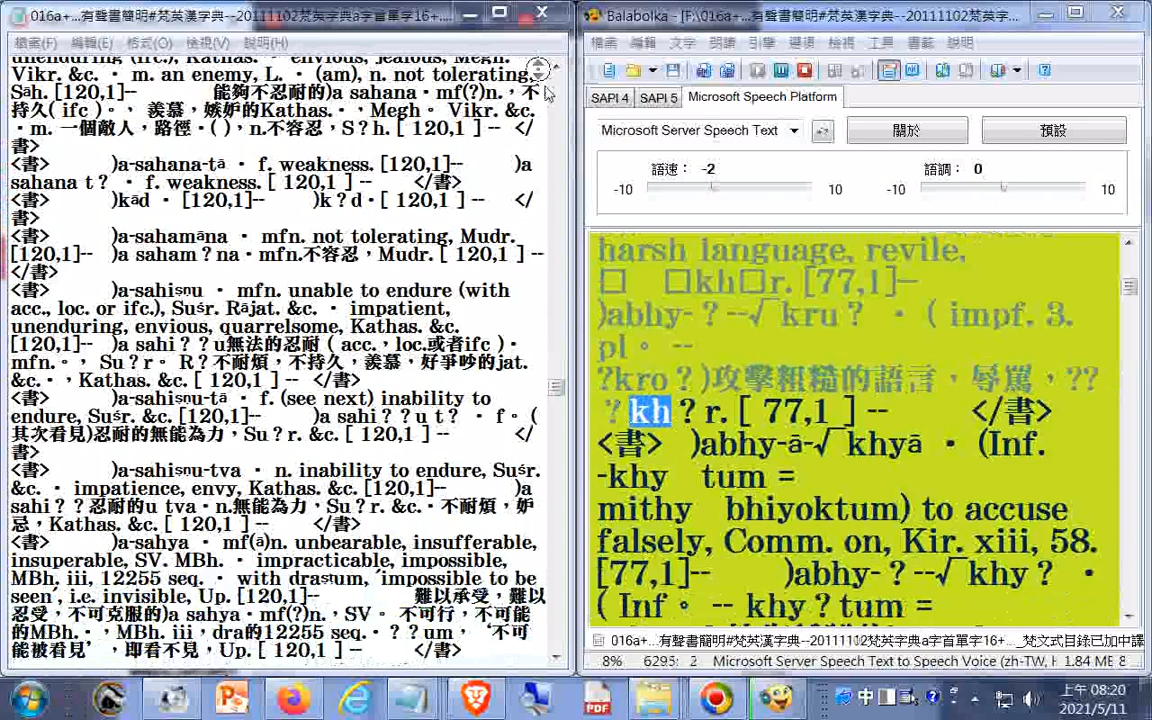 016a+...有聲書簡明#梵英漢字典--20111102梵英字典a字首單字16+...
檔案(F) 編輯(E) 格式(O) 檢視(V) 說明(H)
unenduring (ifc.), Kathas. • envious, jealous, Megh.
Vikr. &c. • m. an enemy, L. • (am), n. not tolerating,
Sāh. [120,1]-- 能夠不忍耐的)a sahana • mf(?)n.，不
持久( ifc )。，羨慕，嫉妒的Kathas.•，Megh。 Vikr. &c.
• m. 一個敵人，路徑•( )，n.不容忍，S?h. [ 120,1 ] -- </
書>
<書> )a-sahana-tā • f. weakness. [120,1]-- )a
sahana t? • f. weakness. [ 120,1 ] -- </書>
<書> )kād • [120,1]-- )k?d•[ 120,1 ] -- </
書>
<書> )a-sahamāna • mfn. not tolerating, Mudr.
[120,1]-- )a saham?na•mfn.不容忍，Mudr. [ 120,1 ] --
</書>
<書> )a-sahiṣṇu • mfn. unable to endure (with
acc., loc. or ifc.), Suśr. Rājat. &c. • impatient,
unenduring, envious, quarrelsome, Kathas. &c.
[120,1]-- )a sahi??u無法的忍耐 ( acc.，loc.或者ifc )•
mfn.。，Su?r。 R?不耐煩，不持久，羨慕，好爭吵的jat.
&c.•，Kathas. &c. [ 120,1 ] -- </書>
<書> )a-sahiṣṇu-tā • f. (see next) inability to
endure, Suśr. &c. [120,1]-- )a sahi??u t? • f。(
其次看見)忍耐的無能為力，Su?r. &c. [ 120,1 ] -- </
書>
<書> )a-sahiṣṇu-tva • n. inability to endure, Suśr.
&c. • impatience, envy, Kathas. &c. [120,1]-- )a
sahi??忍耐的u tva•n.無能為力，Su?r. &c.•不耐煩，妒
忌，Kathas. &c. [ 120,1 ] -- </書>
<書> )a-sahya • mf(ā)n. unbearable, insufferable,
insuperable, SV. MBh. • impracticable, impossible,
MBh. iii, 12255 seq. • with draṣṭum, 'impossible to be
seen', i.e. invisible, Up. [120,1]-- 難以承受，難以
忍受，不可克服的)a sahya•mf(?)n.，SV。 不可行，不可能
的MBh.•，MBh. iii, dra的12255 seq.•??um，‘不可
能被看見’，即看不見，Up. [ 120,1 ] -- </書>
Balabolka - [F:\016a+...有聲書簡明#梵英漢字典--20111102梵英字典...
檔案 編輯 文字 朗讀 引擎 選項 檢視 工具 書籤 說明
SAPI 4 SAPI 5 Microsoft Speech Platform
Microsoft Server Speech Text 關於 預設
語速： -2 語調： 0
-10 10 -10 10
harsh language, revile,
□ □kh□r. [77,1]--
)abhy-?--√kru? • ( impf. 3.
pl。 --
?kro?)攻擊粗糙的語言，辱罵，??
?kh?r. [ 77,1 ] -- </書>
<書> )abhy-ā-√khyā • (Inf.
-khy tum =
mithy bhiyoktum) to accuse
falsely, Comm. on, Kir. xiii, 58.
[77,1]-- )abhy-?--√khy? •
( Inf。 -- khy?tum =
016a+...有聲書簡明#梵英漢字典--20111102梵英字典a字首單字16+..._梵文式目錄已加中譯
8% 6295: 2 Microsoft Server Speech Text to Speech Voice (zh-TW, H 1.84 MB 8
中
上午 08:20
2021/5/11